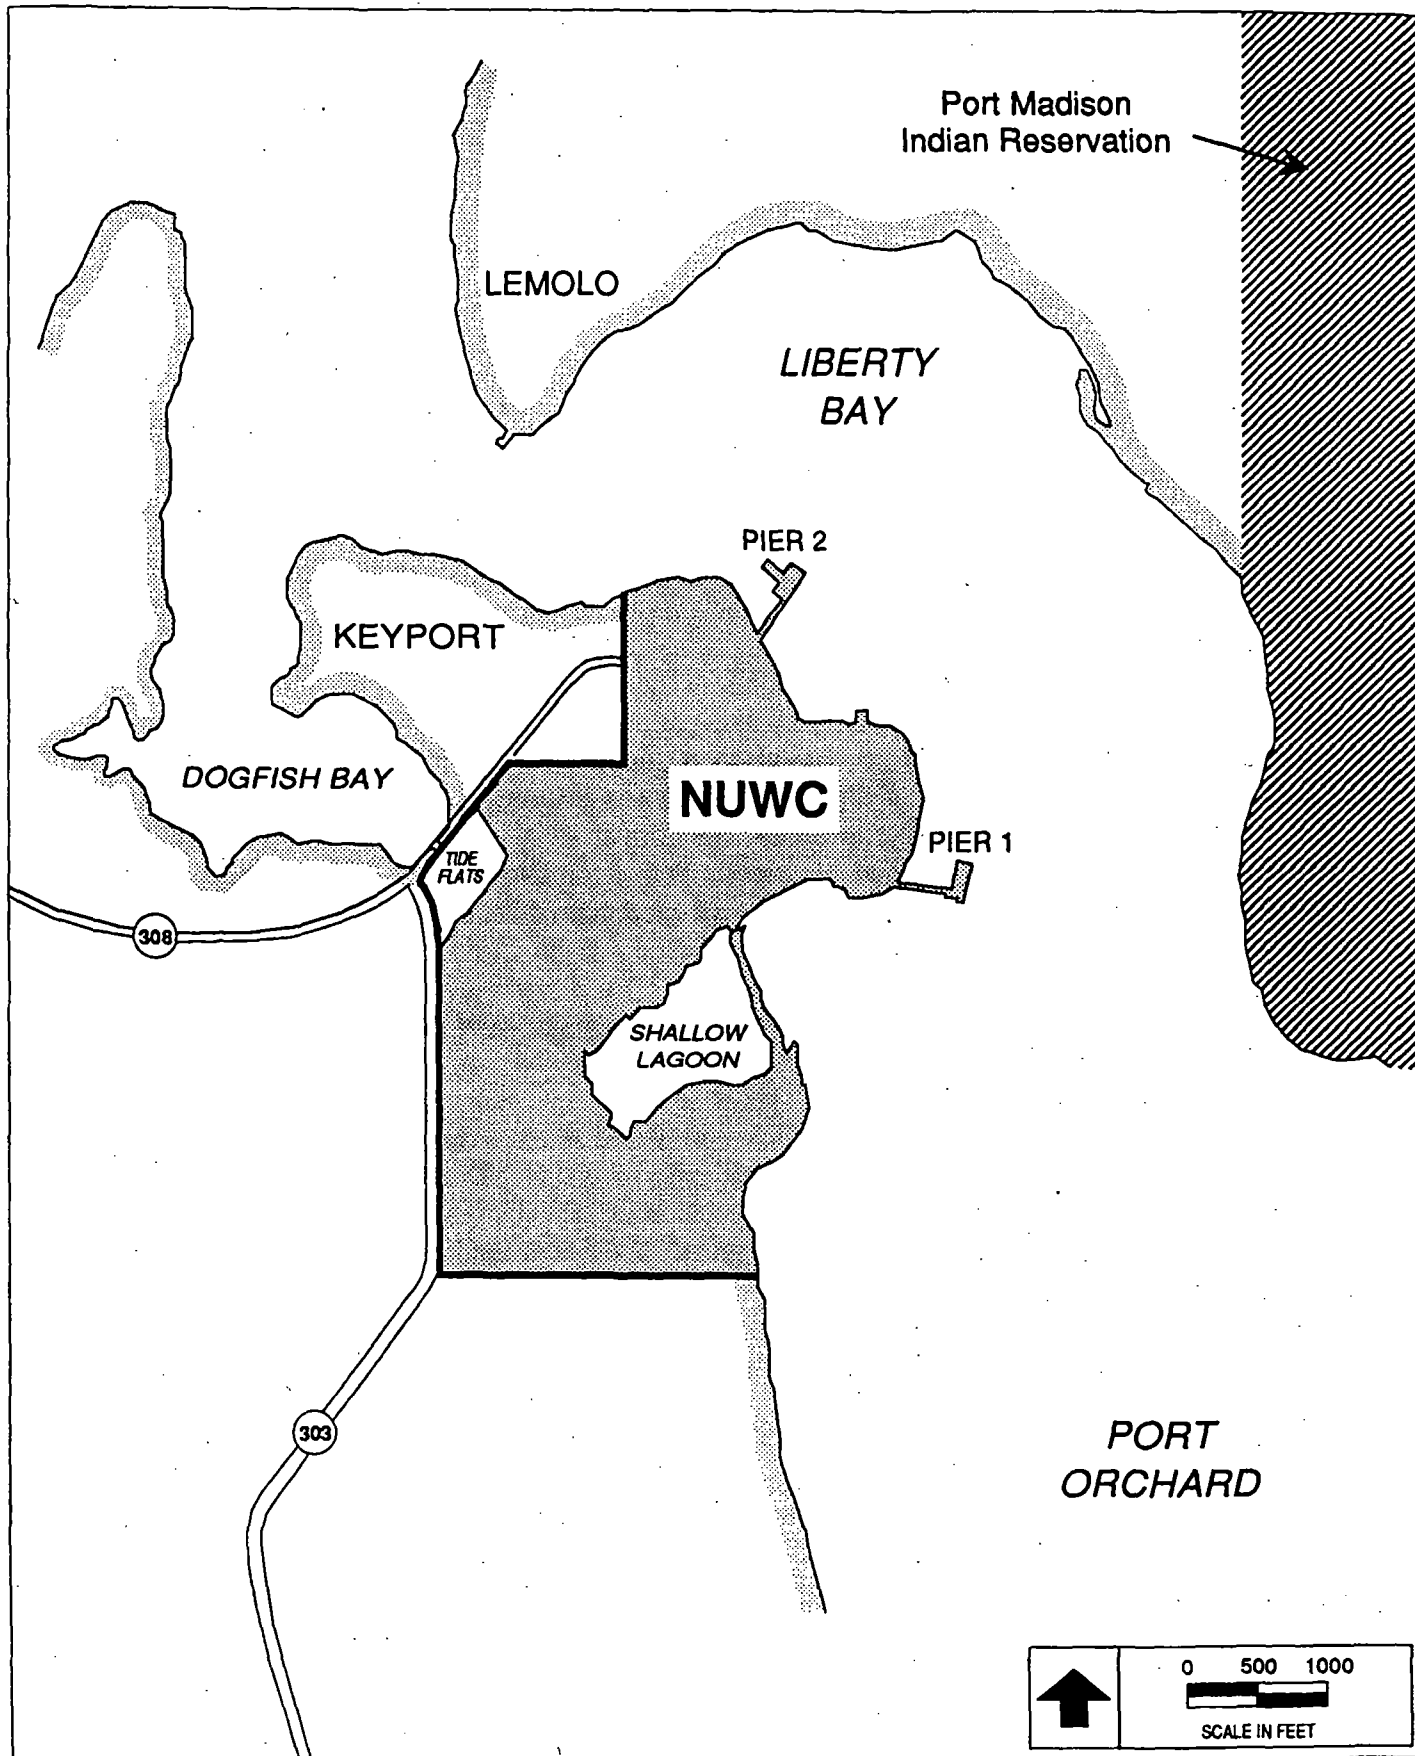 Port Madison
Indian Reservation
LEMOLO
LIBERTY
BAY
PIER 2
KEYPORT
DOGFISH BAY
NUWC
PIER 1
TIDE
FLATS
308
SHALLOW
LAGOON
303
PORT
ORCHARD
0 500 1000
SCALE IN FEET